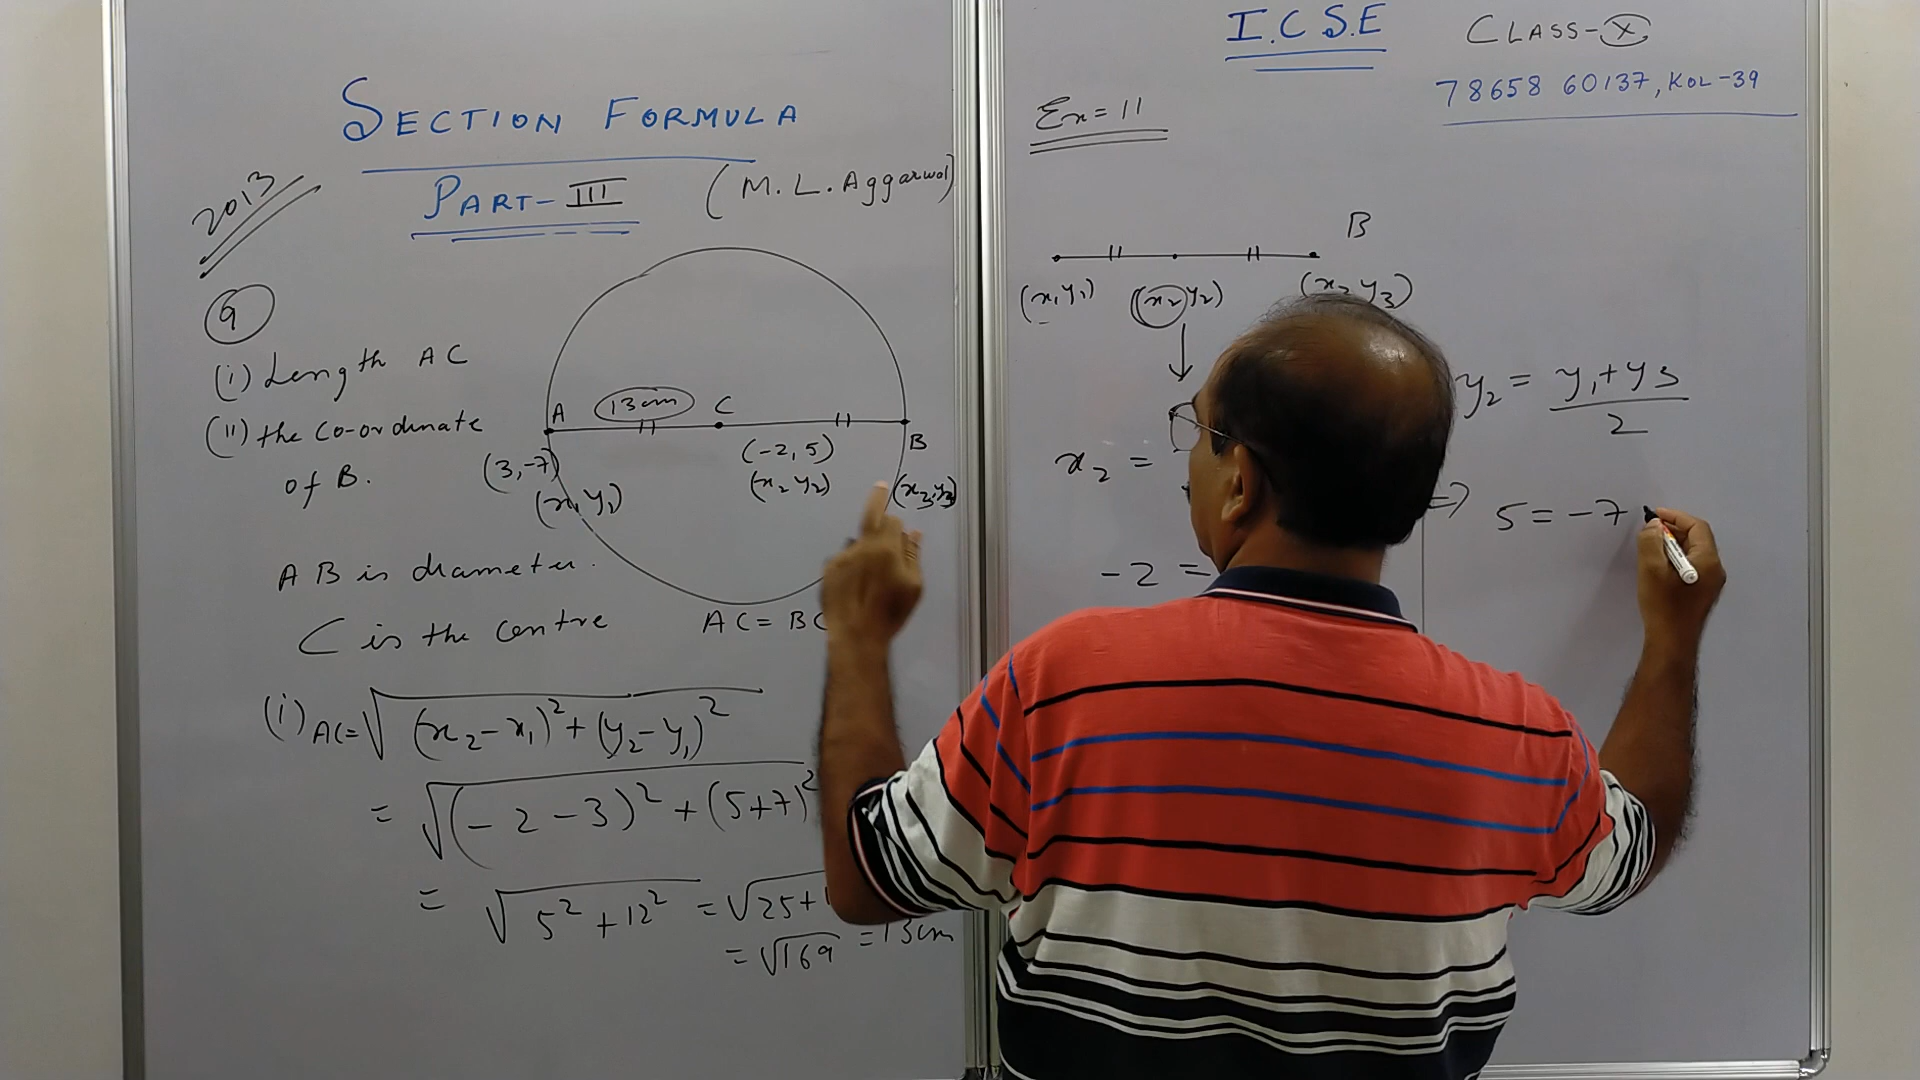 SECTION FORMULA
PART-III
(M.L.Aggarwal)
2013
9
(i) Length AC
(ii) the Co-ordinate
of B.
A
13cm
C
B
(3,-7)
(x1 y1)
(-2, 5)
(x2 y2)
(x3, y3)
AB is diameter.
C is the centre
AC = BC
(i) AC = √(x2-x1)²+(y2-y1)²
= √(-2-3)²+(5+7)²
= √5²+12² = √25+1
= √169 = 13cm
I.C.S.E
CLASS-X
78658 60137, KOL-39
Ex = 11
B
(x1 y1)
(x2 y2)
y3)
x2 =
-2 =
y2 = y1+y3
2
=> 5 = -7